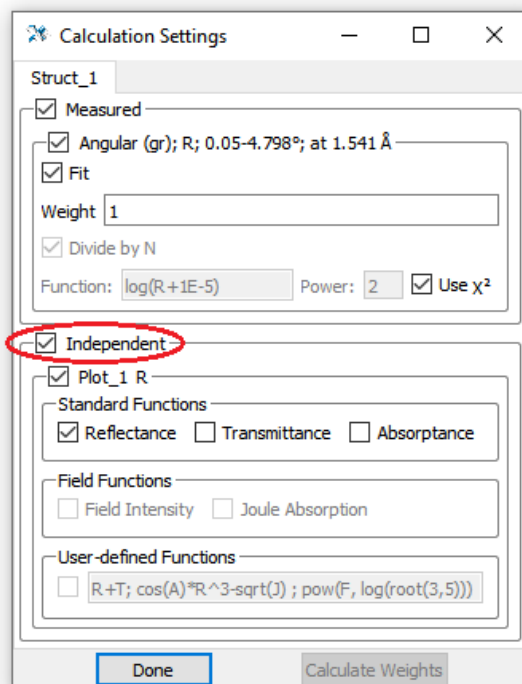 Calculation Settings
Struct_1
Measured
Angular (gr); R; 0.05-4.798°; at 1.541 Å
Fit
Weight 1
Divide by N
Function: log(R+1E-5) Power: 2 Use χ²
Independent
Plot_1 R
Standard Functions
Reflectance Transmittance Absorptance
Field Functions
Field Intensity Joule Absorption
User-defined Functions
R+T; cos(A)*R^3-sqrt(J) ; pow(F, log(root(3,5)))
Done Calculate Weights